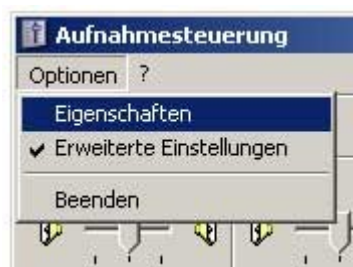 Aufnahmesteuerung
Optionen ?
Eigenschaften
Erweiterte Einstellungen
Beenden